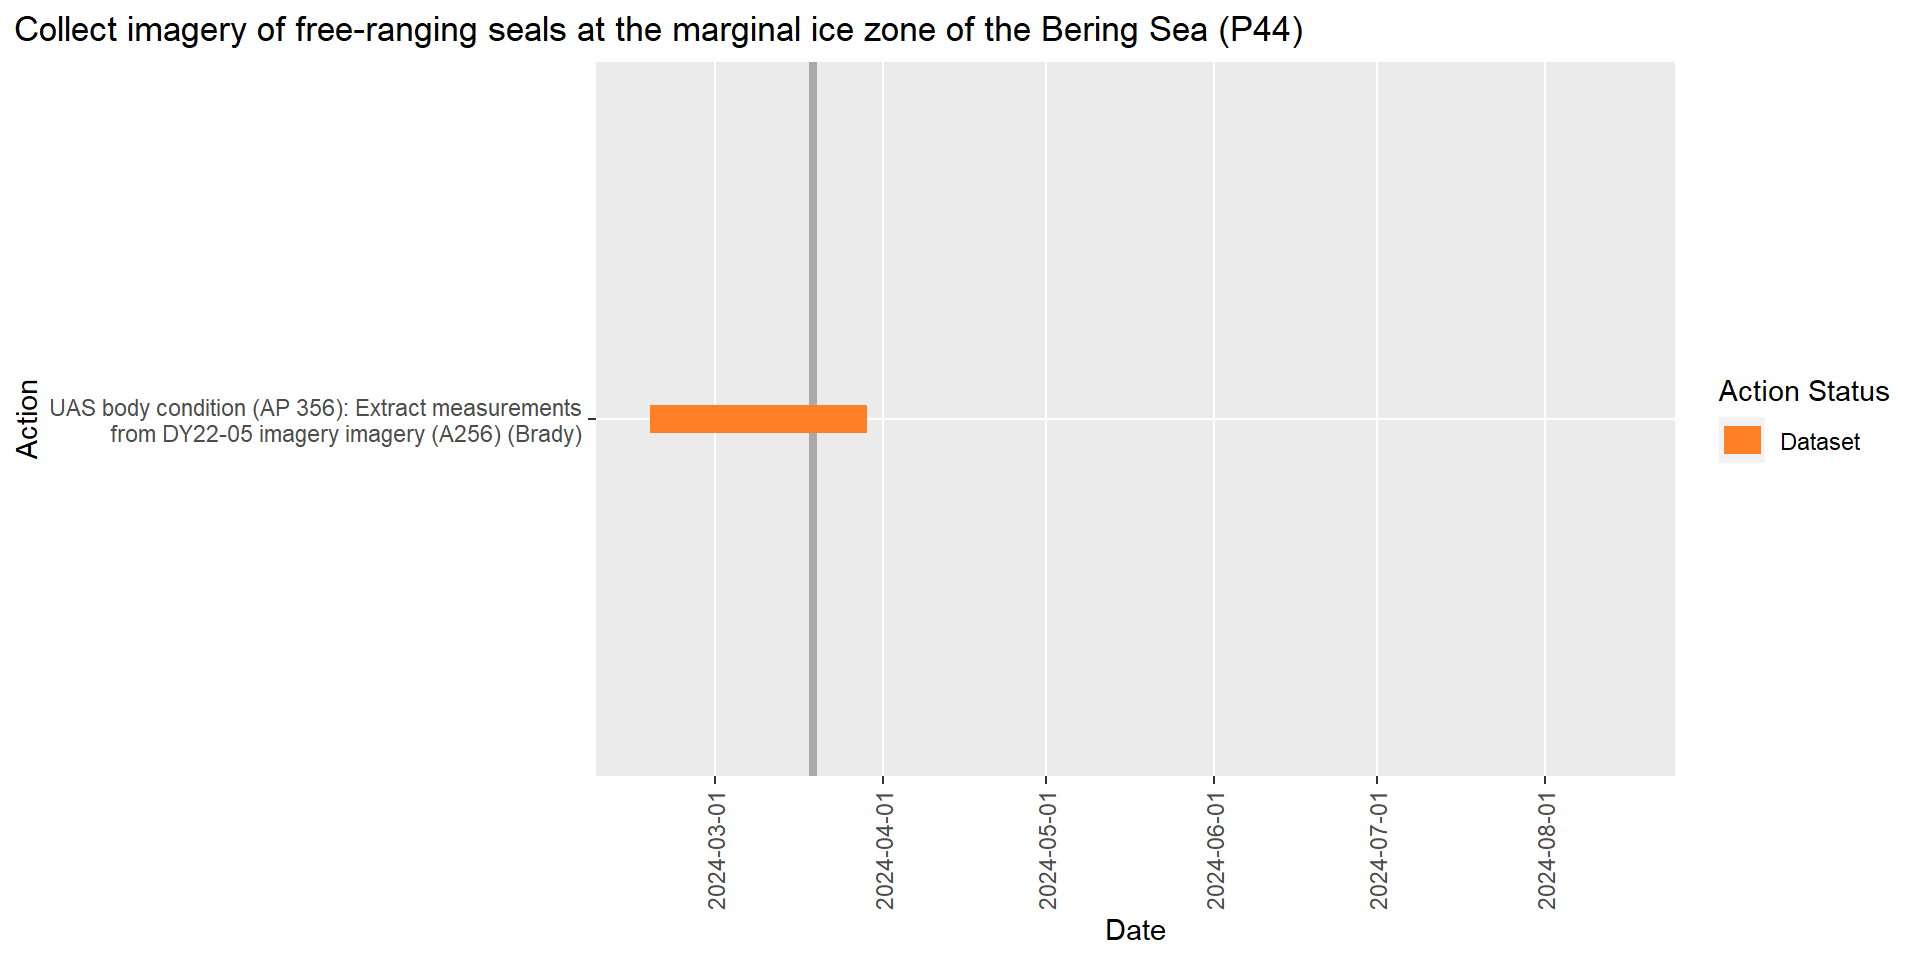 Collect imagery of free-ranging seals at the marginal ice zone of the Bering Sea (P44)
Action
UAS body condition (AP 356): Extract measurements
from DY22-05 imagery imagery (A256) (Brady)
Action Status
Dataset
2024-03-01
2024-04-01
2024-05-01
2024-06-01
2024-07-01
2024-08-01
Date